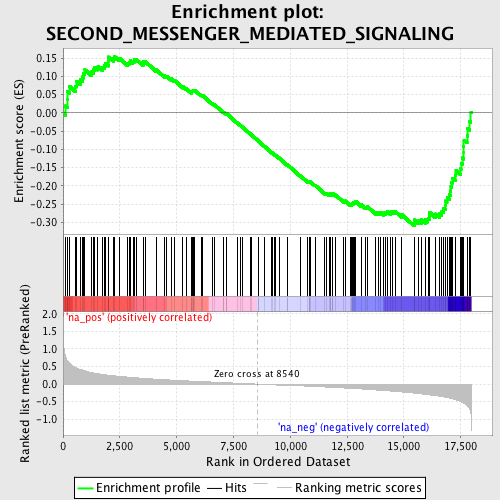 Enrichment plot:
SECOND_MESSENGER_MEDIATED_SIGNALING
Enrichment score (ES)
0.15
0.10
0.05
0.00
-0.05
-0.10
-0.15
-0.20
-0.25
-0.30
'na_pos' (positively correlated)
Ranked list metric (PreRanked)
2.0
1.5
1.0
0.5
0.0
-0.5
-1.0
Zero cross at 8540
'na_neg' (negatively correlated)
0
2,500
5,000
7,500
10,000
12,500
15,000
17,500
Rank in Ordered Dataset
Enrichment profile
Hits
Ranking metric scores